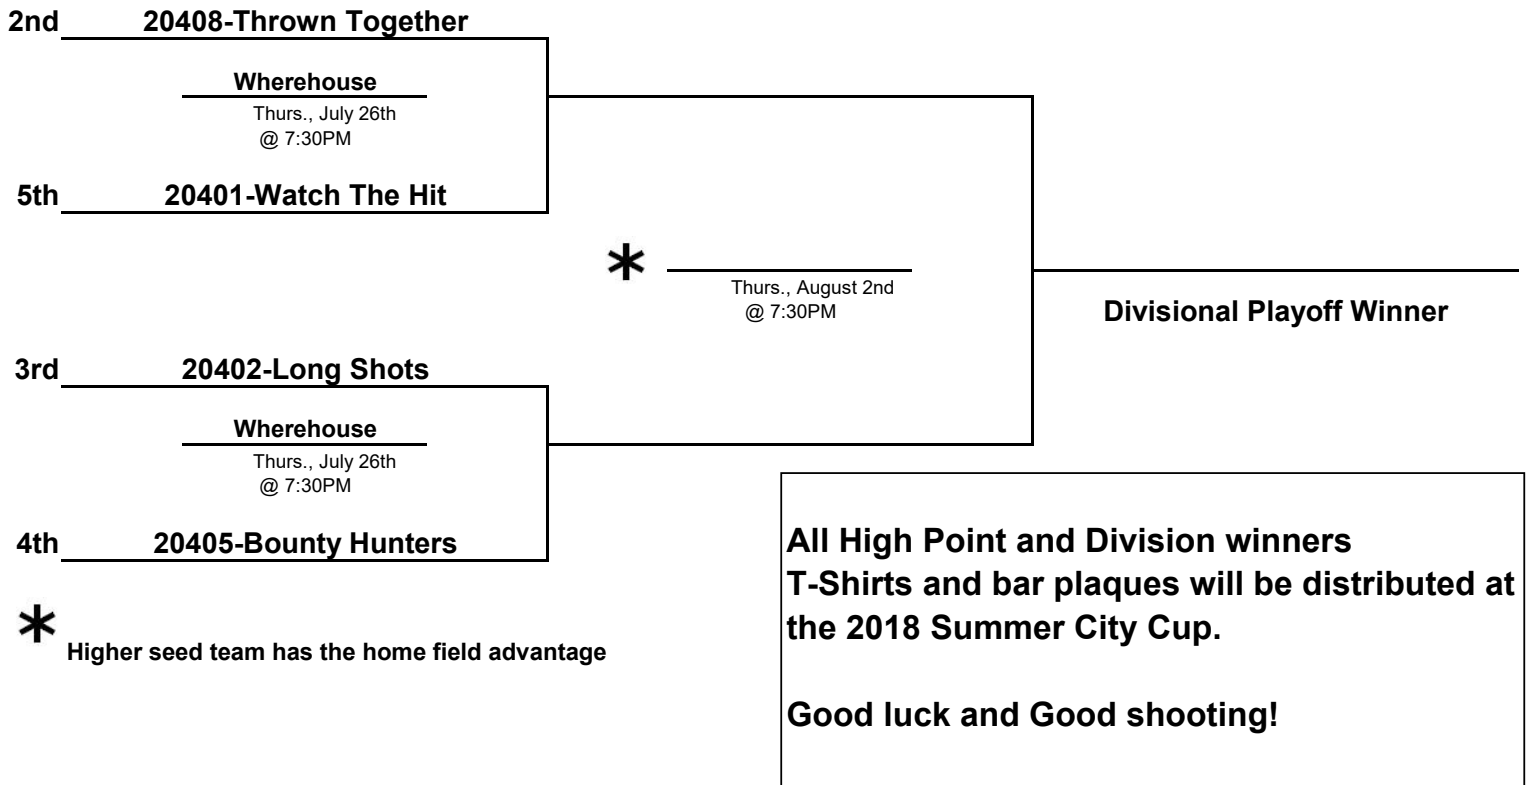 2nd 20408-Thrown Together
Wherehouse
Thurs., July 26th
@ 7:30PM
5th 20401-Watch The Hit
*
Thurs., August 2nd
@ 7:30PM
Divisional Playoff Winner
3rd 20402-Long Shots
Wherehouse
Thurs., July 26th
@ 7:30PM
4th 20405-Bounty Hunters
* Higher seed team has the home field advantage
All High Point and Division winners
T-Shirts and bar plaques will be distributed at
the 2018 Summer City Cup.
Good luck and Good shooting!